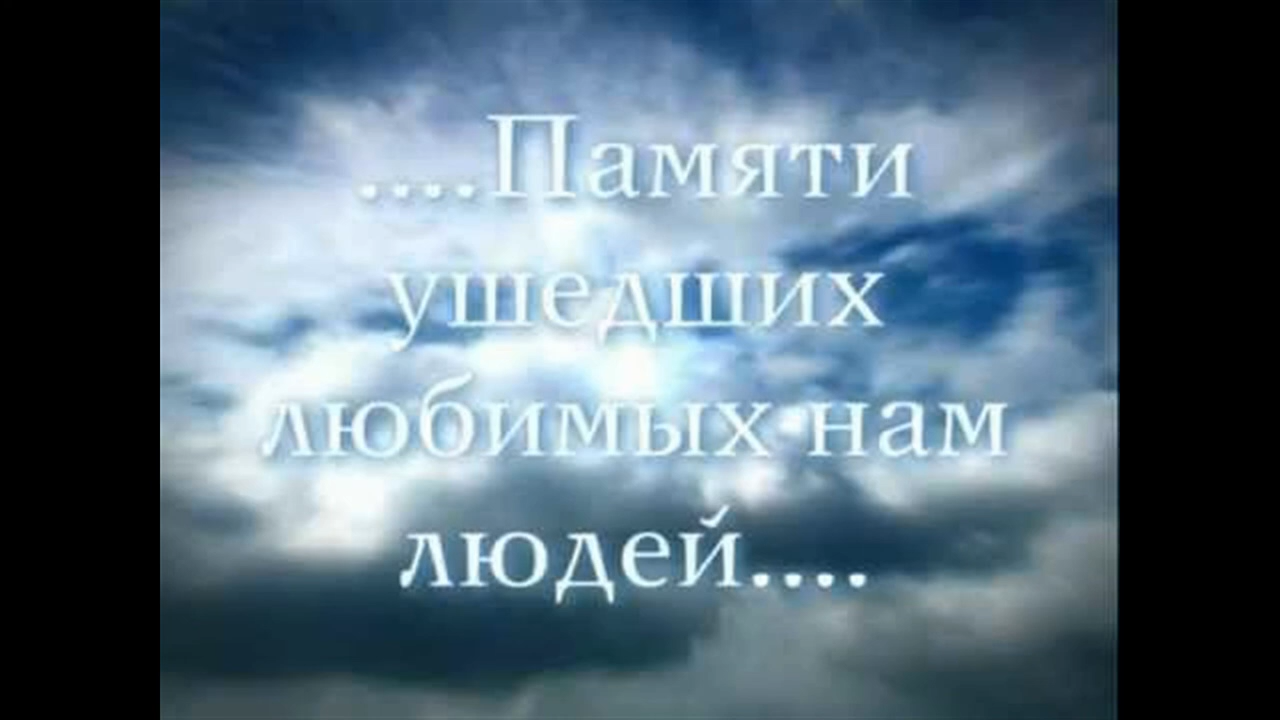 ....Памяти
ушедших
любимых нам
людей....